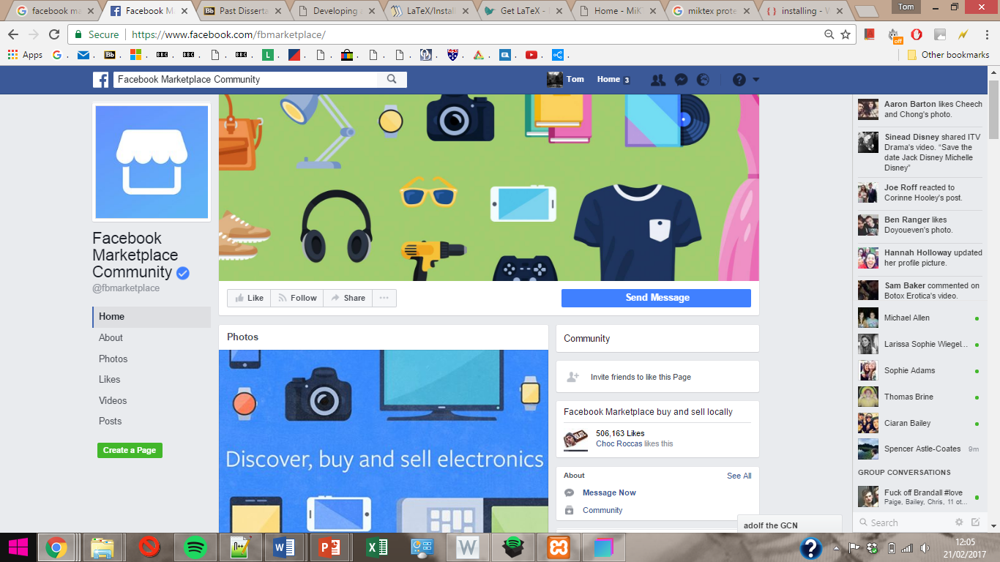 facebook ma
Facebook Ma
Bb Past Disserta
Developing a
LaTeX/Install
Get LaTeX -
Home - MiK
miktex prote
{ } installing - W
Tom
Secure
https://www.facebook.com/fbmarketplace/
off
Apps
Bb
BBC
BBC
BBC
L
Other bookmarks
Facebook Marketplace Community
Tom
Home 3
Facebook
Marketplace
Community
@fbmarketplace
Home
About
Photos
Likes
Videos
Posts
Create a Page
Like
Follow
Share
Send Message
Photos
Discover, buy and sell electronics
Community
Invite friends to like this Page
Facebook Marketplace buy and sell locally
506,163 Likes
Choc Roccas likes this
About
See All
Message Now
Community
Aaron Barton likes Cheech
and Chong's photo.
Sinead Disney shared ITV
Drama's video. “Save the
date Jack Disney Michelle
Disney”
Joe Roff reacted to
Corinne Hooley's post.
Ben Ranger likes
Doyoueven's photo.
Hannah Holloway updated
her profile picture.
Sam Baker commented on
Botox Erotica's video.
Michael Allen
Larissa Sophie Wiegel...
Sophie Adams
Thomas Brine
Ciaran Bailey
Spencer Astle-Coates 9m
GROUP CONVERSATIONS
Fuck off Brandall #love
Paige, Bailey, Chris, 11 ot...
Search
adolf the GCN
12:05
21/02/2017